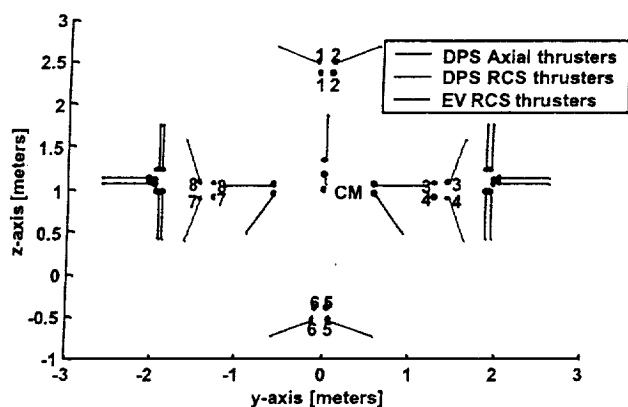 3
2.5
2
1.5
1
0.5
0
-0.5
-1
z-axis [meters]
1 2
1 2
DPS Axial thrusters
DPS RCS thrusters
EV RCS thrusters
8 8
7 7
CM
3 3
4 4
6 5
6 5
-3 -2 -1 0 1 2 3
y-axis [meters]